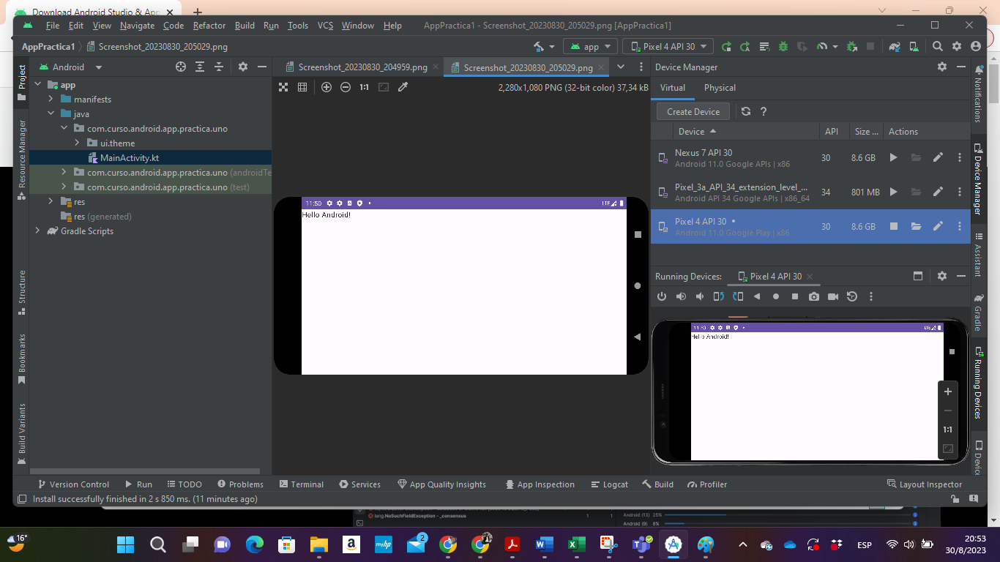 Download Android Studio & App
File Edit View Navigate Code Refactor Build Run Tools VCS Window Help AppPractica1 - Screenshot_20230830_205029.png [AppPractica1]
AppPractica1 Screenshot_20230830_205029.png app Pixel 4 API 30
Project
Resource Manager
Structure
Bookmarks
Build Variants
Android
app
manifests
java
com.curso.android.app.practica.uno
ui.theme
MainActivity.kt
com.curso.android.app.practica.uno (androidTe
com.curso.android.app.practica.uno (test)
res
res (generated)
Gradle Scripts
Screenshot_20230830_204959.png Screenshot_20230830_205029.png
1:1 2,280x1,080 PNG (32-bit color) 37,34 kB
11:50 LTE
Hello Android!
Device Manager
Virtual Physical
Create Device ?
Device API Size ... Actions
Nexus 7 API 30 30 8.6 GB
Android 11.0 Google APIs | x86
Pixel_3a_API_34_extension_level_... 34 801 MB
Android API 34 Google APIs | x86_64
Pixel 4 API 30 30 8.6 GB
Android 11.0 Google Play | x86
Running Devices: Pixel 4 API 30
11:50 LTE
Hello Android!
1:1
Notifications
Device Manager
Assistant
Gradle
Running Devices
Device
Version Control Run TODO Problems Terminal Services App Quality Insights App Inspection Logcat Build Profiler Layout Inspector
Install successfully finished in 2 s 850 ms. (11 minutes ago)
lang.NoSuchFieldException - _consensus 1 1
Android (13) 25%
Android (9) 8%
16° a myhp 2 ESP 20:53
30/8/2023